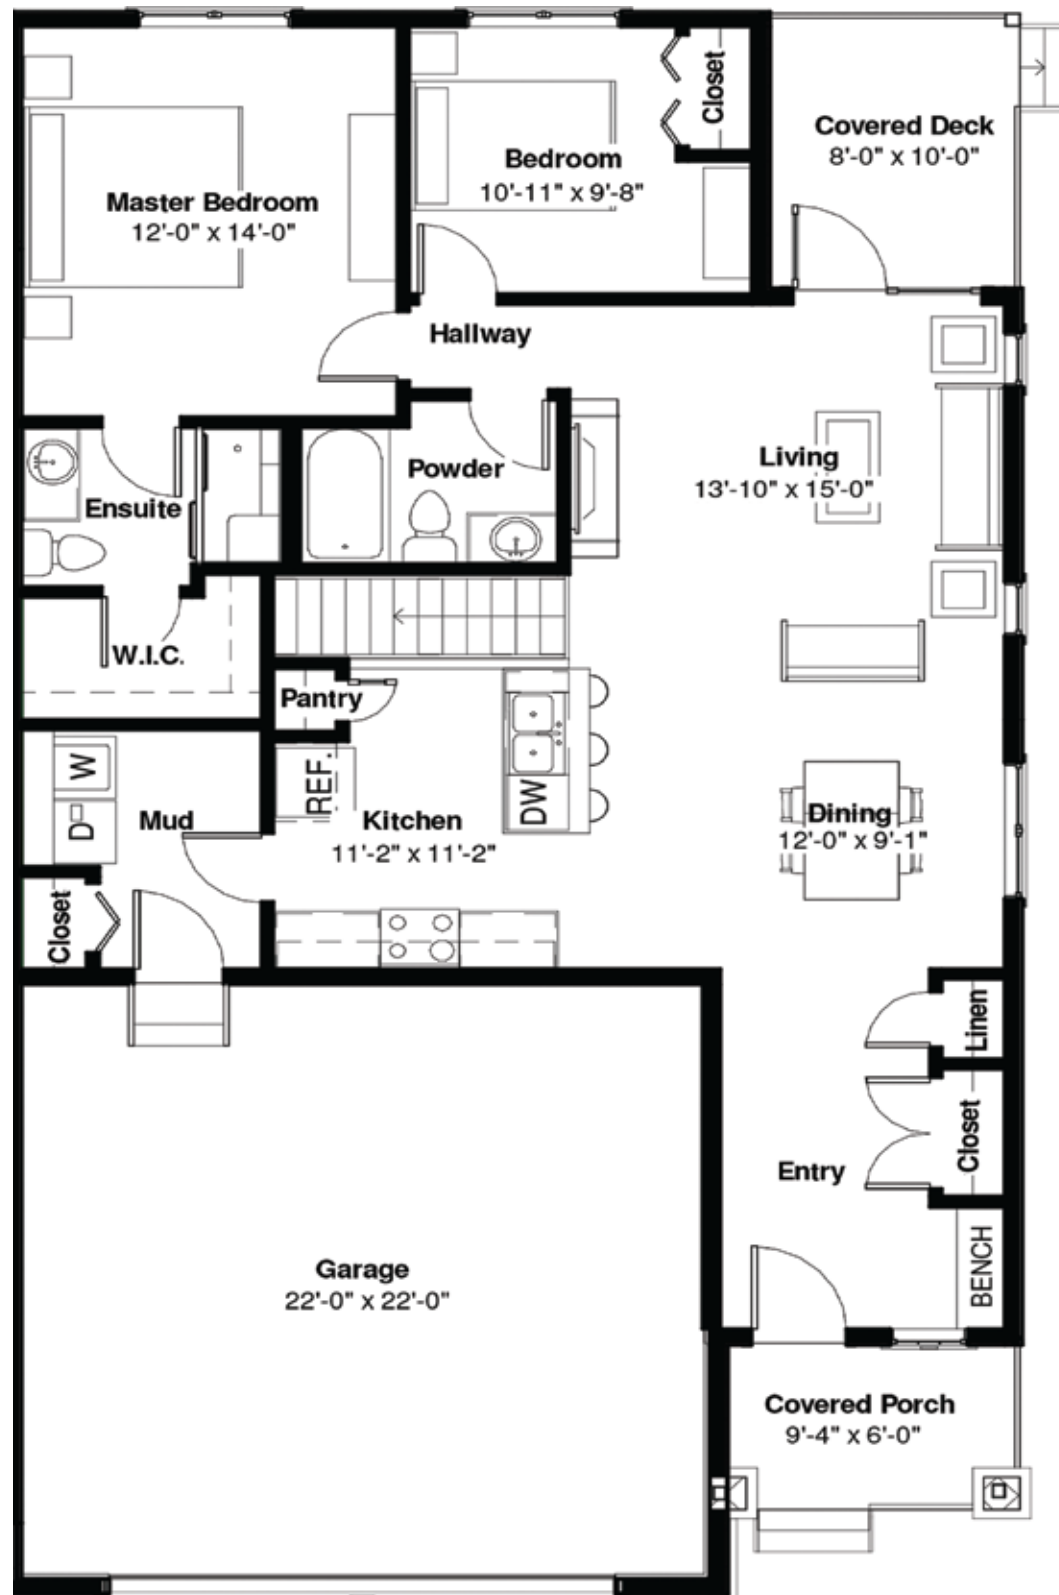 Closet
Covered Deck
8'-0" x 10'-0"
Bedroom
10'-11" x 9'-8"
Master Bedroom
12'-0" x 14'-0"
Hallway
Living
13'-10" x 15'-0"
Powder
Ensuite
W.I.C.
Pantry
W
REF.
DW
D
Mud
Kitchen
11'-2" x 11'-2"
Dining
12'-0" x 9'-1"
Closet
Linen
Closet
Entry
BENCH
Garage
22'-0" x 22'-0"
Covered Porch
9'-4" x 6'-0"